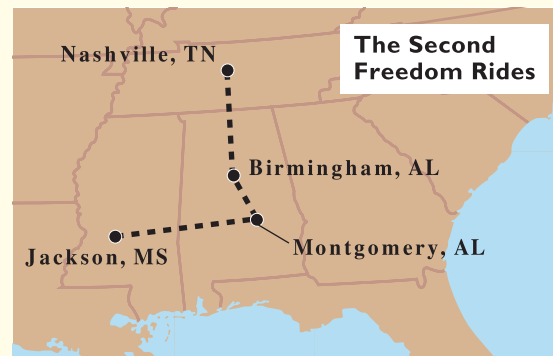 The Second
Freedom Rides
Nashville, TN
Birmingham, AL
Montgomery, AL
Jackson, MS